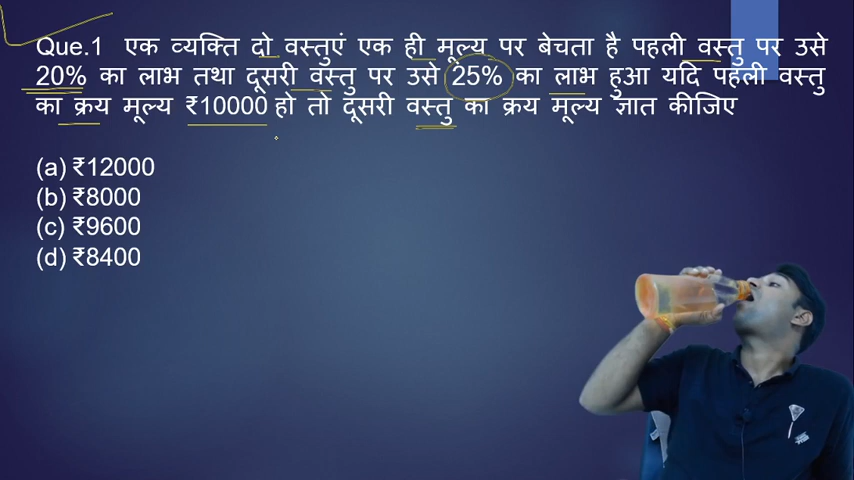 Que.1 एक व्यक्ति दो वस्तुएं एक ही मूल्य पर बेचता है पहली वस्तु पर उसे
20% का लाभ तथा दूसरी वस्तु पर उसे 25% का लाभ हुआ यदि पहली वस्तु
का क्रय मूल्य ₹10000 हो तो दूसरी वस्तु का क्रय मूल्य ज्ञात कीजिए
(a) ₹12000
(b) ₹8000
(c) ₹9600
(d) ₹8400